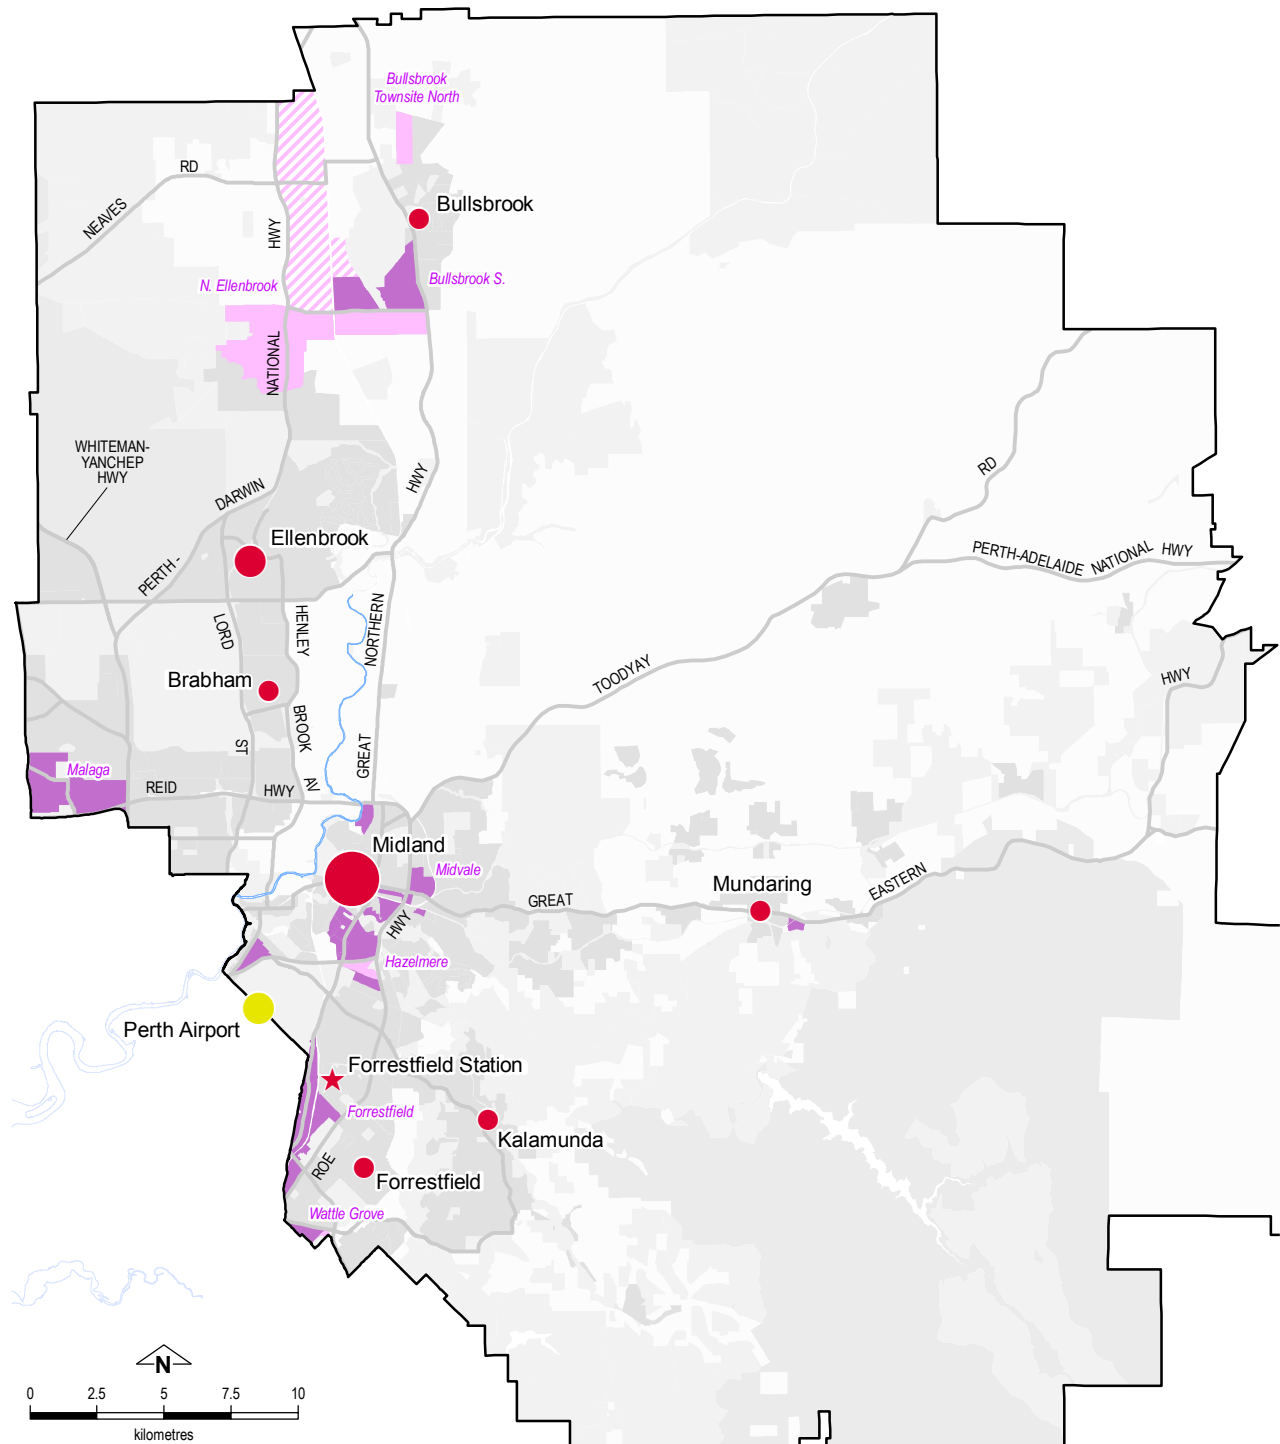 Bullsbrook
Townsite North
RD
NEAVES
HWY
Bullsbrook
N. Ellenbrook
Bullsbrook S.
NATIONAL
WHITEMAN-
YANCHEP
HWY
DARWIN
HWY
RD
Ellenbrook
PERTH -
PERTH-ADELAIDE NATIONAL HWY
LORD
HENLEY
NORTHERN
TOODYAY
Brabham
HWY
BROOK
ST
GREAT
Malaga
REID
HWY
AV
Midland
Midvale
Mundaring
EASTERN
GREAT
HWY
Hazelmere
Perth Airport
Forrestfield Station
Forrestfield
Kalamunda
ROE
Forrestfield
Wattle Grove
N
0 2.5 5 7.5 10
kilometres